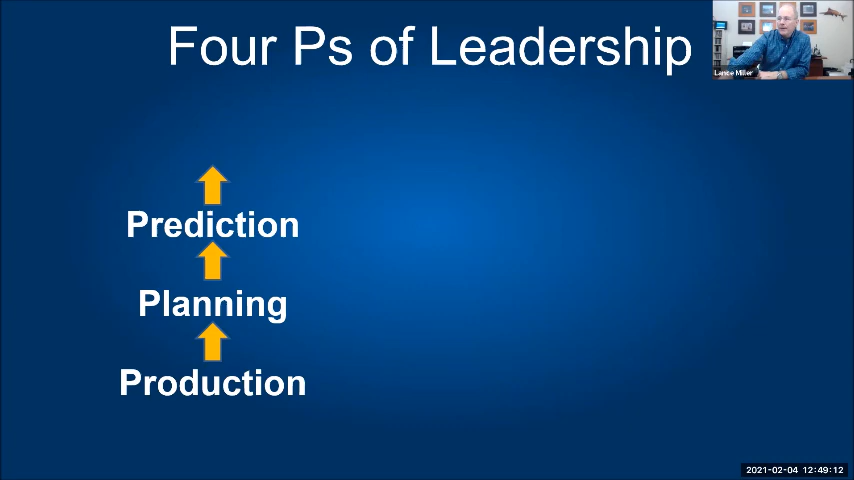 Four Ps of Leadership
Lance Miller
Prediction
Planning
Production
2021-02-04 12:49:12